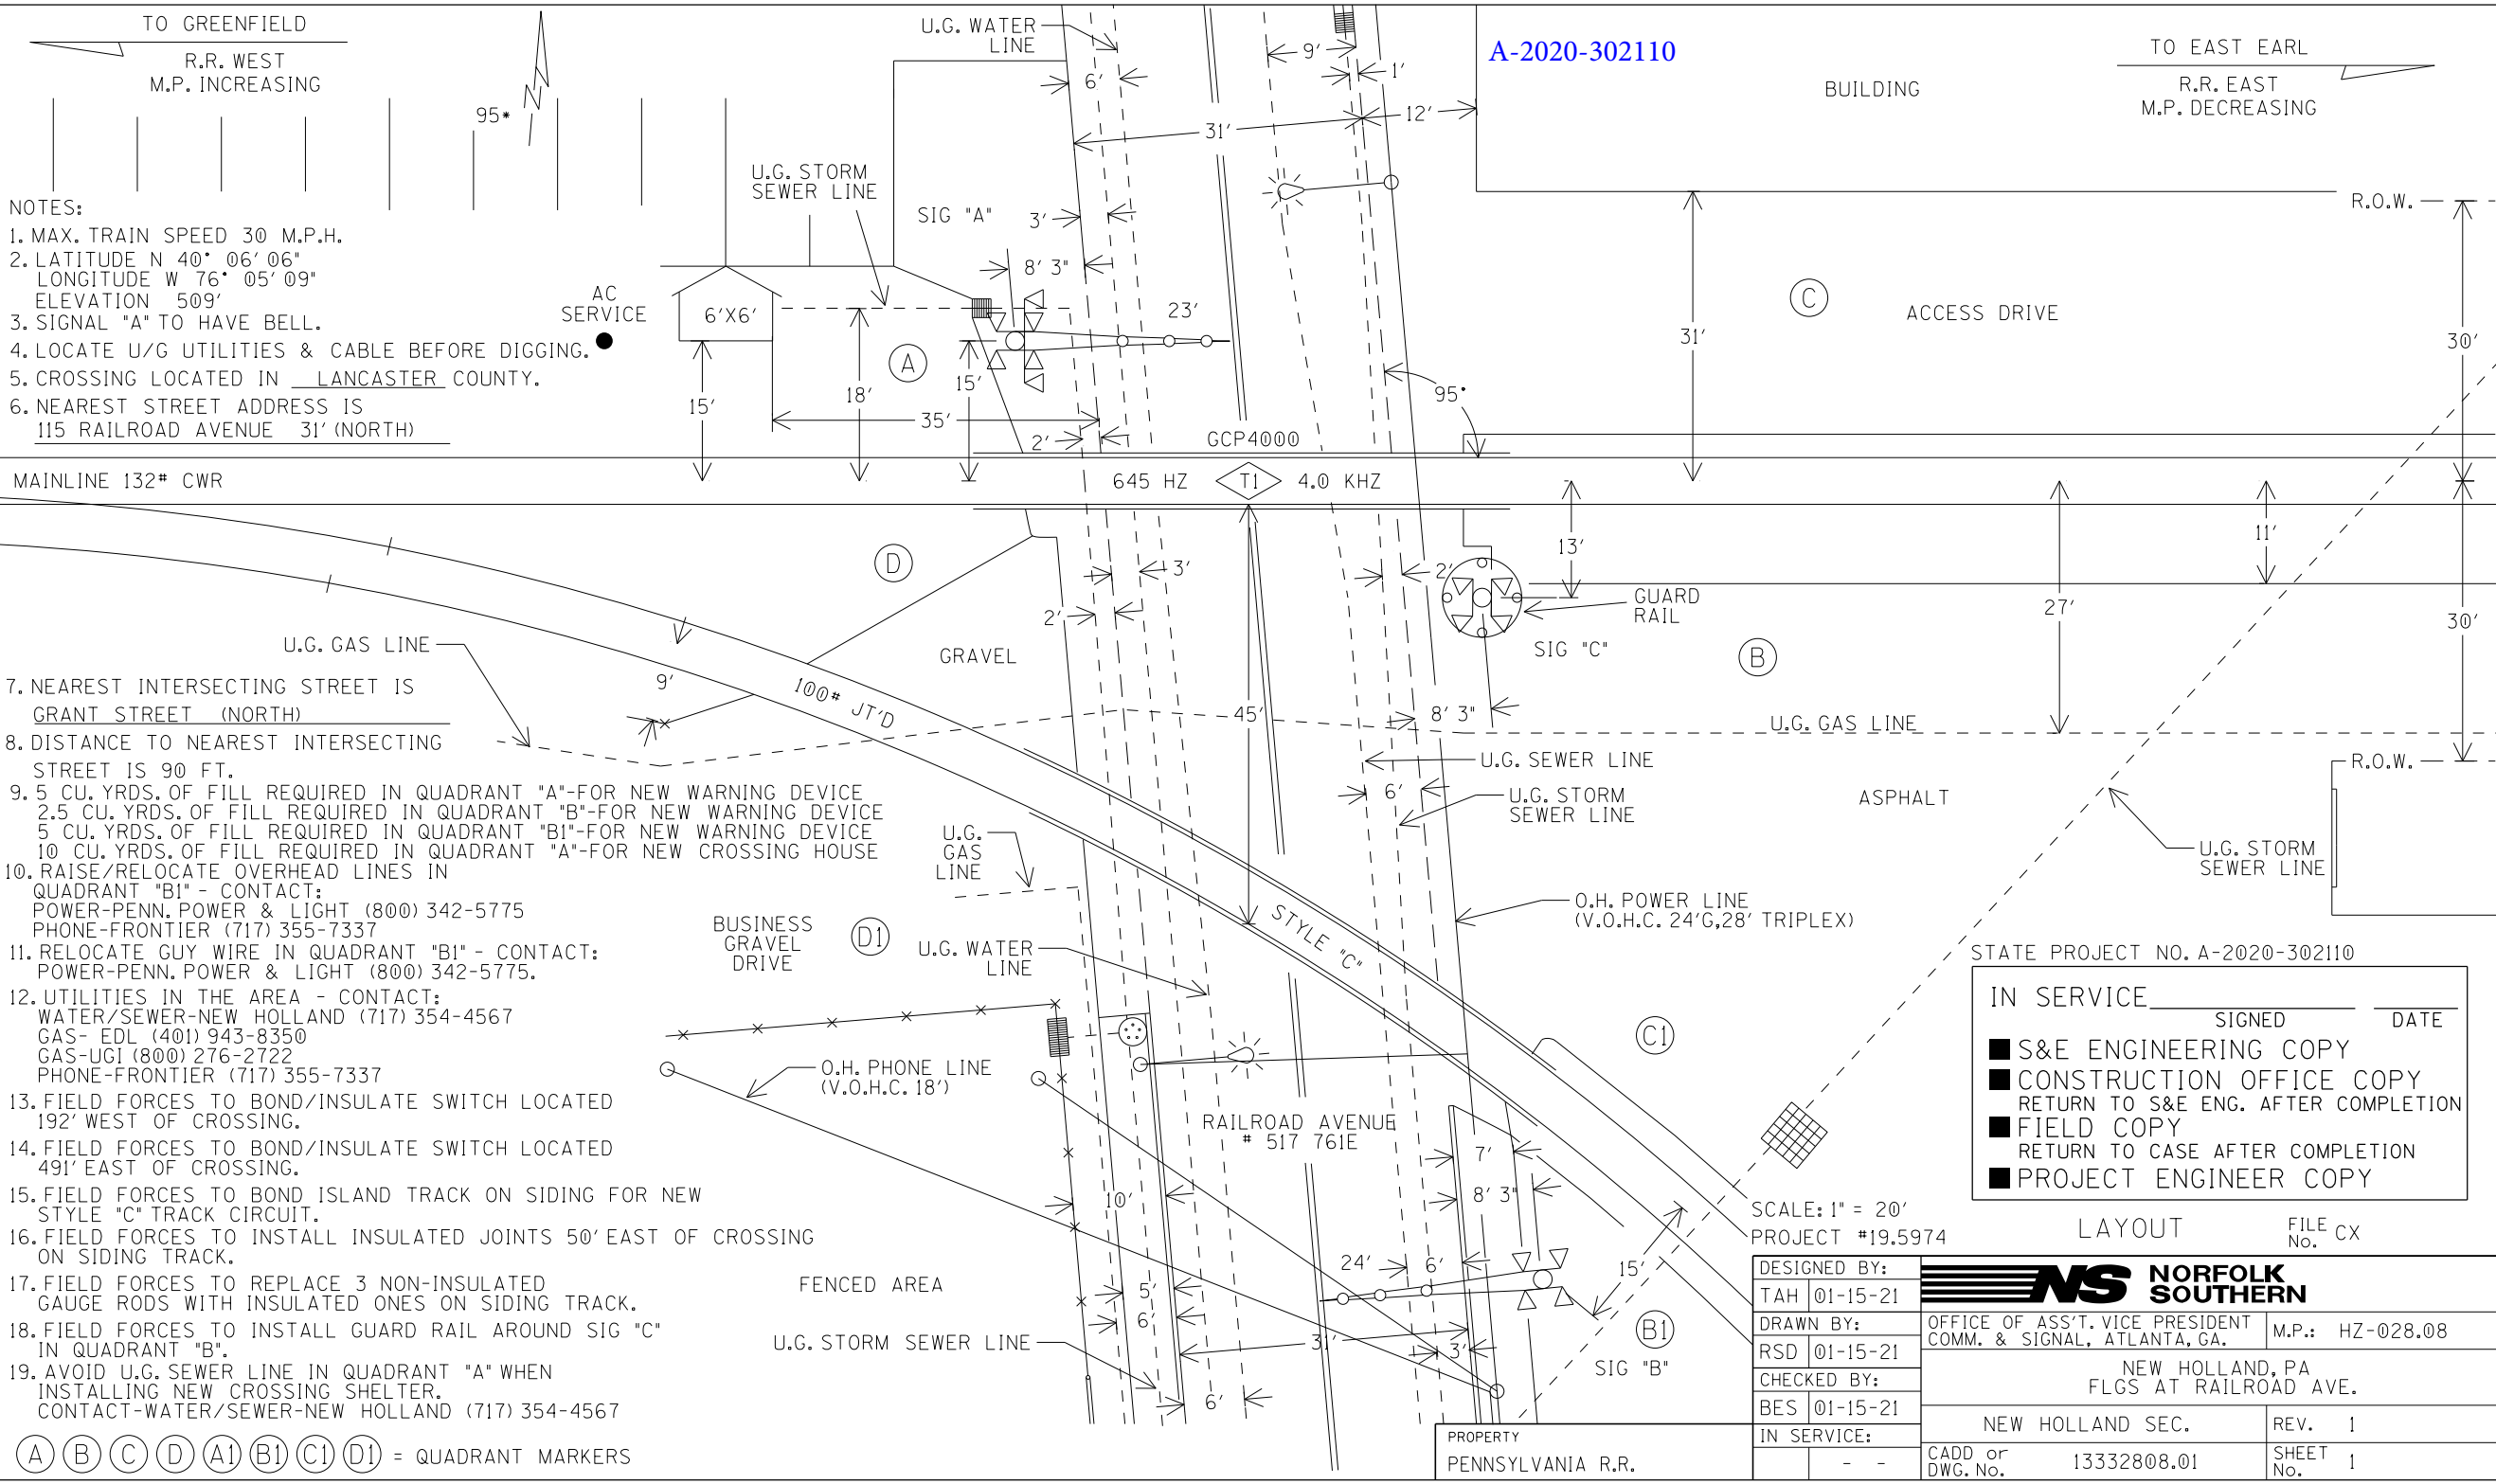 TO GREENFIELD
R.R. WEST
M.P. INCREASING
95*
N
U.G. WATER
LINE
6'
9'
1'
12'
31'
A-2020-302110
BUILDING
TO EAST EARL
R.R. EAST
M.P. DECREASING
U.G. STORM
SEWER LINE
SIG "A"
3'
8' 3"
23'
R.O.W.
NOTES:
1. MAX. TRAIN SPEED 30 M.P.H.
2. LATITUDE N 40° 06' 06"
LONGITUDE W 76° 05' 09"
ELEVATION 509'
3. SIGNAL "A" TO HAVE BELL.
4. LOCATE U/G UTILITIES & CABLE BEFORE DIGGING.
5. CROSSING LOCATED IN LANCASTER COUNTY.
6. NEAREST STREET ADDRESS IS
115 RAILROAD AVENUE 31' (NORTH)
AC
SERVICE
6'X6'
A
15'
18'
15'
35'
2'
C
ACCESS DRIVE
31'
30'
95°
GCP4000
MAINLINE 132# CWR
645 HZ
T1
4.0 KHZ
D
3'
2'
2'
13'
11'
GUARD
RAIL
27'
30'
SIG "C"
B
U.G. GAS LINE
GRAVEL
9'
100# JT'D
45'
8' 3"
U.G. GAS LINE
7. NEAREST INTERSECTING STREET IS
GRANT STREET (NORTH)
8. DISTANCE TO NEAREST INTERSECTING
STREET IS 90 FT.
9. 5 CU. YRDS. OF FILL REQUIRED IN QUADRANT "A"-FOR NEW WARNING DEVICE
2.5 CU. YRDS. OF FILL REQUIRED IN QUADRANT "B"-FOR NEW WARNING DEVICE
5 CU. YRDS. OF FILL REQUIRED IN QUADRANT "B1"-FOR NEW WARNING DEVICE
10 CU. YRDS. OF FILL REQUIRED IN QUADRANT "A"-FOR NEW CROSSING HOUSE
10. RAISE/RELOCATE OVERHEAD LINES IN
QUADRANT "B1" - CONTACT:
POWER-PENN. POWER & LIGHT (800) 342-5775
PHONE-FRONTIER (717) 355-7337
11. RELOCATE GUY WIRE IN QUADRANT "B1" - CONTACT:
POWER-PENN. POWER & LIGHT (800) 342-5775.
12. UTILITIES IN THE AREA - CONTACT:
WATER/SEWER-NEW HOLLAND (717) 354-4567
GAS- EDL (401) 943-8350
GAS-UGI (800) 276-2722
PHONE-FRONTIER (717) 355-7337
13. FIELD FORCES TO BOND/INSULATE SWITCH LOCATED
192' WEST OF CROSSING.
14. FIELD FORCES TO BOND/INSULATE SWITCH LOCATED
491' EAST OF CROSSING.
15. FIELD FORCES TO BOND ISLAND TRACK ON SIDING FOR NEW
STYLE "C" TRACK CIRCUIT.
16. FIELD FORCES TO INSTALL INSULATED JOINTS 50' EAST OF CROSSING
ON SIDING TRACK.
17. FIELD FORCES TO REPLACE 3 NON-INSULATED
GAUGE RODS WITH INSULATED ONES ON SIDING TRACK.
18. FIELD FORCES TO INSTALL GUARD RAIL AROUND SIG "C"
IN QUADRANT "B".
19. AVOID U.G. SEWER LINE IN QUADRANT "A" WHEN
INSTALLING NEW CROSSING SHELTER.
CONTACT-WATER/SEWER-NEW HOLLAND (717) 354-4567
A B C D A1 B1 C1 D1 = QUADRANT MARKERS
U.G. SEWER LINE
6'
U.G. STORM
SEWER LINE
ASPHALT
R.O.W.
U.G. STORM
SEWER LINE
U.G.
GAS
LINE
BUSINESS
GRAVEL
DRIVE
D1
U.G. WATER
LINE
STYLE "C"
O.H. POWER LINE
(V.O.H.C. 24'G,28' TRIPLEX)
C1
O.H. PHONE LINE
(V.O.H.C. 18')
RAILROAD AVENUE
# 517 761E
7'
8' 3"
10'
24'
6'
15'
FENCED AREA
5'
6'
U.G. STORM SEWER LINE
31'
3'
6'
B1
SIG "B"
STATE PROJECT NO. A-2020-302110
IN SERVICE
SIGNED
DATE
S&E ENGINEERING COPY
CONSTRUCTION OFFICE COPY
RETURN TO S&E ENG. AFTER COMPLETION
FIELD COPY
RETURN TO CASE AFTER COMPLETION
PROJECT ENGINEER COPY
SCALE: 1" = 20'
PROJECT #19.5974
LAYOUT
FILE
No. CX
DESIGNED BY:
TAH 01-15-21
DRAWN BY:
RSD 01-15-21
CHECKED BY:
BES 01-15-21
IN SERVICE:
- -
NS NORFOLK
SOUTHERN
OFFICE OF ASS'T. VICE PRESIDENT
COMM. & SIGNAL, ATLANTA, GA.
M.P.: HZ-028.08
NEW HOLLAND, PA
FLGS AT RAILROAD AVE.
NEW HOLLAND SEC.
REV. 1
CADD or
DWG. No. 13332808.01
SHEET
No. 1
PROPERTY
PENNSYLVANIA R.R.